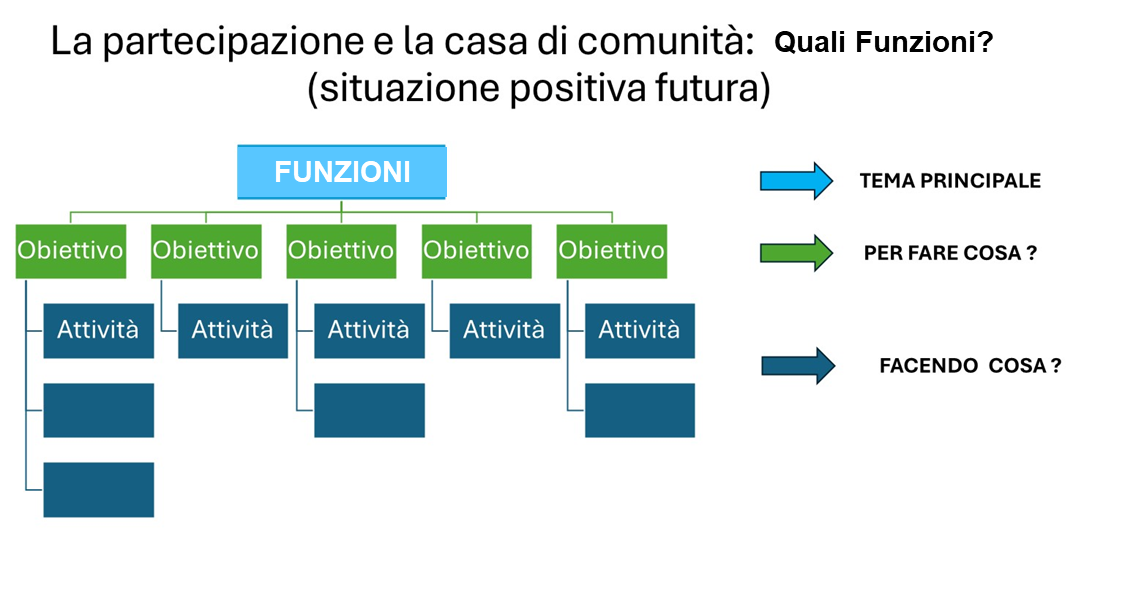 La partecipazione e la casa di comunità: Quali Funzioni?
(situazione positiva futura)
FUNZIONI
Obiettivo Obiettivo Obiettivo Obiettivo Obiettivo
Attività Attività Attività Attività Attività
TEMA PRINCIPALE
PER FARE COSA ?
FACENDO COSA ?